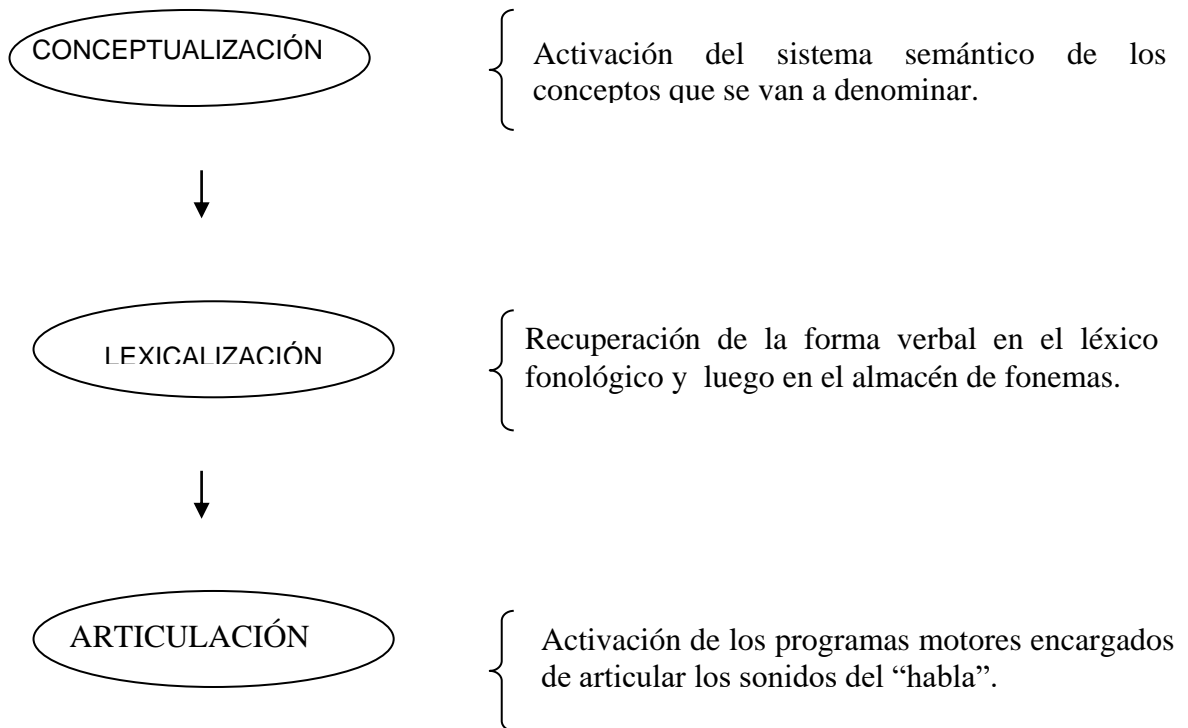 CONCEPTUALIZACIÓN
Activación del sistema semántico de los
conceptos que se van a denominar.
LEXICALIZACIÓN
Recuperación de la forma verbal en el léxico
fonológico y luego en el almacén de fonemas.
ARTICULACIÓN
Activación de los programas motores encargados
de articular los sonidos del “habla”.